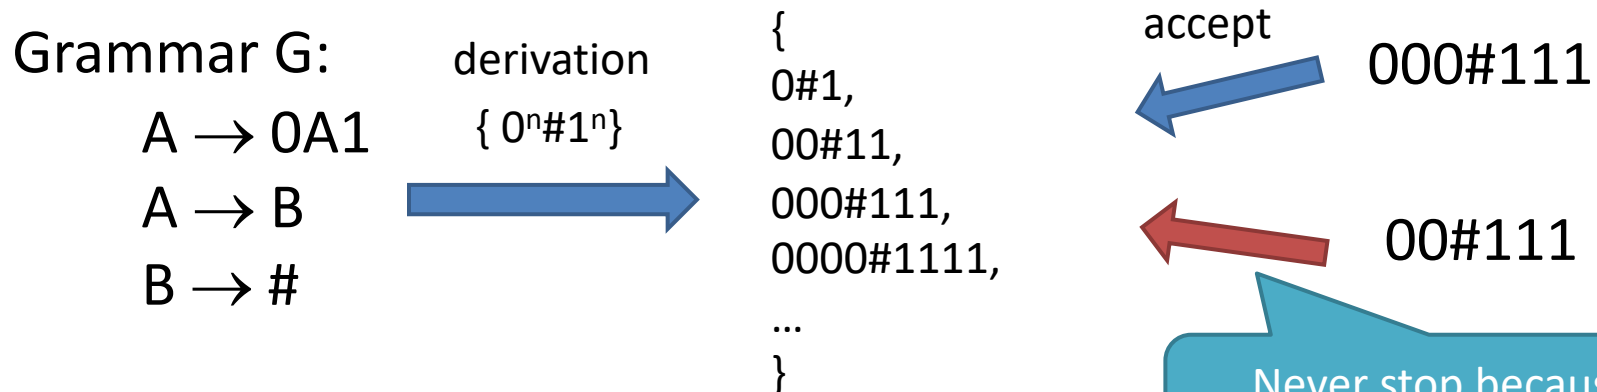 Grammar G:
A → 0A1
A → B
B → #
derivation
{ 0ⁿ#1ⁿ}
{
0#1,
00#11,
000#111,
0000#1111,
...
}
accept
000#111
00#111
Never stop